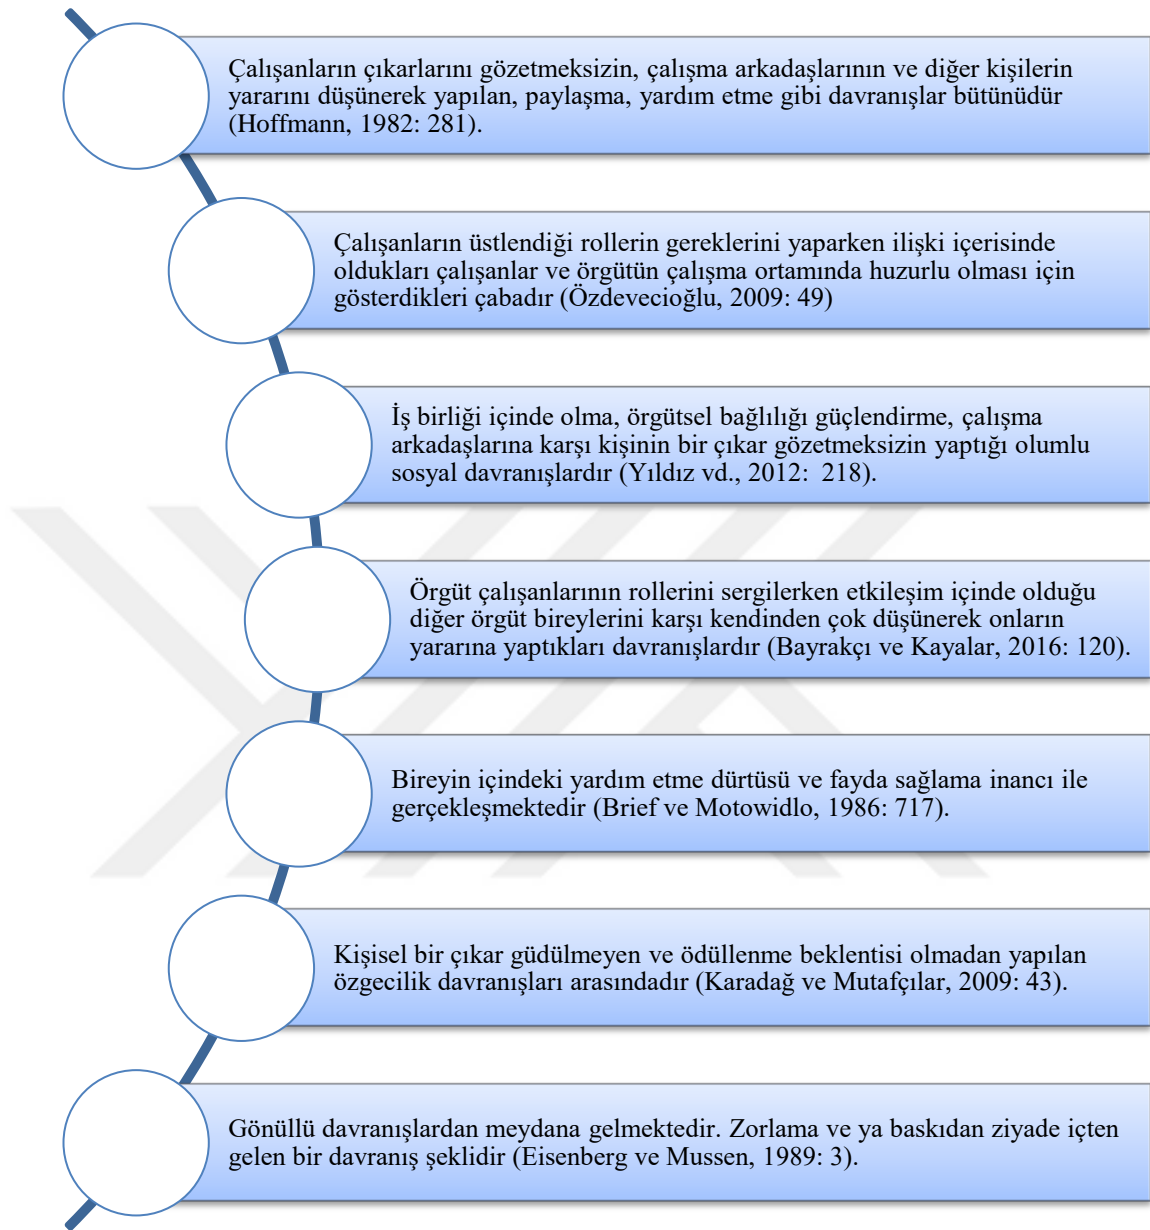 Çalışanların çıkarlarını gözetmeksizin, çalışma arkadaşlarının ve diğer kişilerin
yararını düşünerek yapılan, paylaşma, yardım etme gibi davranışlar bütünüdür
(Hoffmann, 1982: 281).
Çalışanların üstlendiği rollerin gereklerini yaparken ilişki içerisinde
oldukları çalışanlar ve örgütün çalışma ortamında huzurlu olması için
gösterdikleri çabadır (Özdevecioğlu, 2009: 49)
İş birliği içinde olma, örgütsel bağlılığı güçlendirme, çalışma
arkadaşlarına karşı kişinin bir çıkar gözetmeksizin yaptığı olumlu
sosyal davranışlardır (Yıldız vd., 2012:  218).
Örgüt çalışanlarının rollerini sergilerken etkileşim içinde olduğu
diğer örgüt bireylerini karşı kendinden çok düşünerek onların
yararına yaptıkları davranışlardır (Bayrakçı ve Kayalar, 2016: 120).
Bireyin içindeki yardım etme dürtüsü ve fayda sağlama inancı ile
gerçekleşmektedir (Brief ve Motowidlo, 1986: 717).
Kişisel bir çıkar güdülmeyen ve ödüllenme beklentisi olmadan yapılan
özgecilik davranışları arasındadır (Karadağ ve Mutafçılar, 2009: 43).
Gönüllü davranışlardan meydana gelmektedir. Zorlama ve ya baskıdan ziyade içten
gelen bir davranış şeklidir (Eisenberg ve Mussen, 1989: 3).